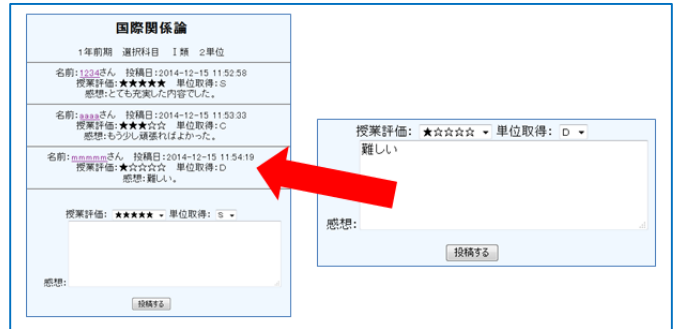 国際関係論
1年前期 選択科目 Ⅰ類 2単位
名前:1234さん 投稿日:2014-12-15 11:52:58
授業評価:★★★★★ 単位取得:S
感想:とても充実した内容でした。
名前:aaaaさん 投稿日:2014-12-15 11:53:33
授業評価:★★★☆☆ 単位取得:C
感想:もう少し頑張ればよかった。
名前:mmmmmさん 投稿日:2014-12-15 11:54:19
授業評価:★☆☆☆☆ 単位取得:D
感想:難しい。
授業評価: ★★★★★ 単位取得: S
感想:
投稿する
授業評価: ★☆☆☆☆ 単位取得: D
難しい
感想:
投稿する